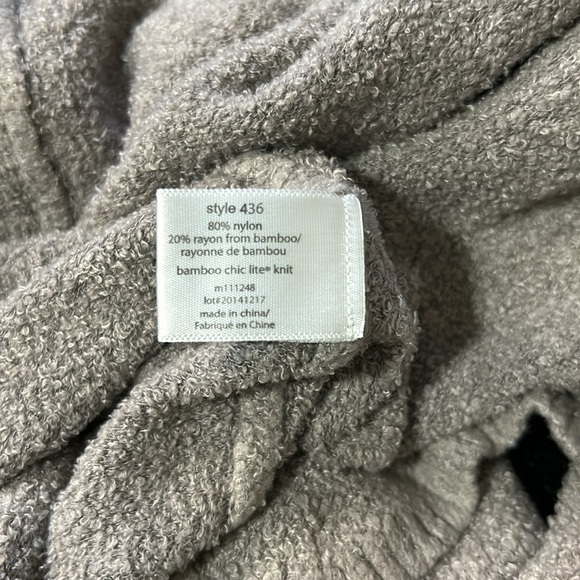 style 436
80% nylon
20% rayon from bamboo/
rayonne de bambou
bamboo chic lite® knit
m111248
lot#20141217
made in china/
Fabriqué en Chine